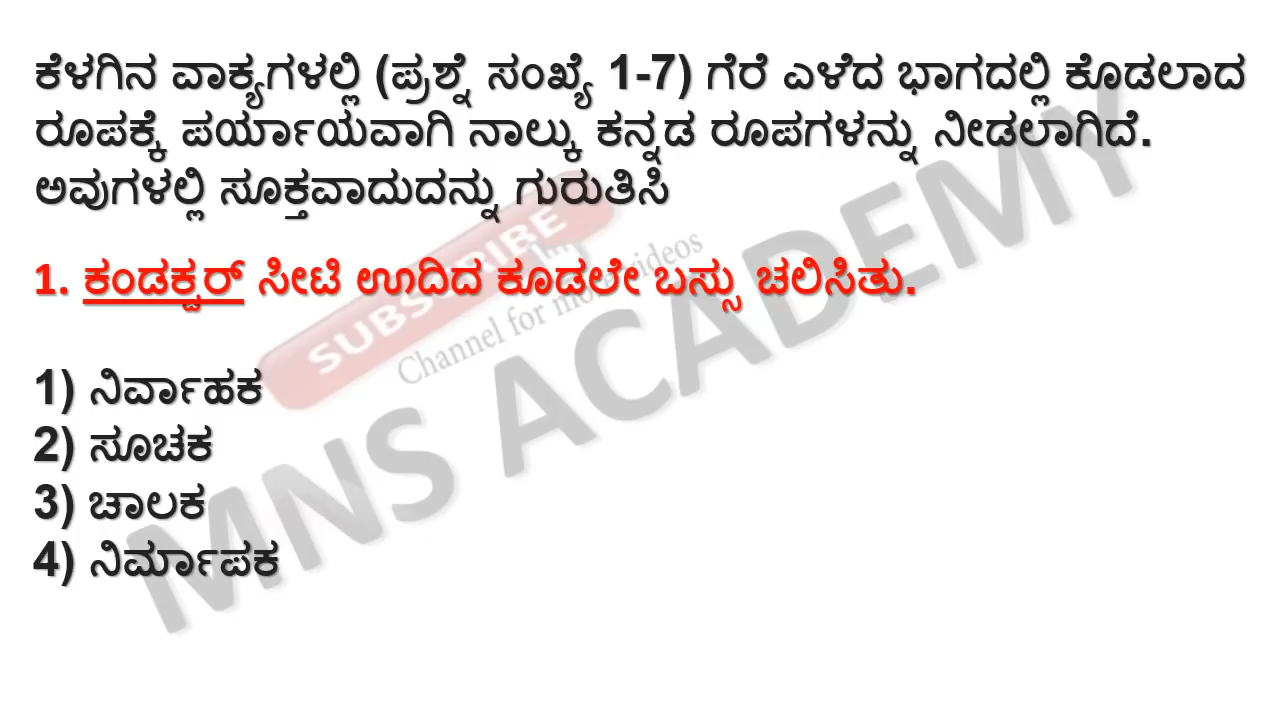 ಕೆಳಗಿನ ವಾಕ್ಯಗಳಲ್ಲಿ (ಪ್ರಶ್ನೆ ಸಂಖ್ಯೆ 1-7) ಗೆರೆ ಎಳೆದ ಭಾಗದಲ್ಲಿ ಕೊಡಲಾದ
ರೂಪಕ್ಕೆ ಪರ್ಯಾಯವಾಗಿ ನಾಲ್ಕು ಕನ್ನಡ ರೂಪಗಳನ್ನು ನೀಡಲಾಗಿದೆ.
ಅವುಗಳಲ್ಲಿ ಸೂಕ್ತವಾದುದನ್ನು ಗುರುತಿಸಿ
1. ಕಂಡಕ್ಟರ್ ಸೀಟಿ ಊದಿದ ಕೂಡಲೇ ಬಸ್ಸು ಚಲಿಸಿತು.
1) ನಿರ್ವಾಹಕ
2) ಸೂಚಕ
3) ಚಾಲಕ
4) ನಿರ್ಮಾಪಕ
SUBSCRIBE
Channel for more videos
MNS ACADEMY